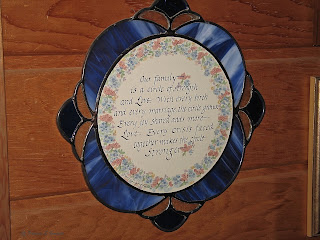 Our family
is a circle of strength
and Love. With every birth
and every marriage the circle grows.
Every joy shared adds more
Love. Every crisis faced
together makes the circle
Stronger